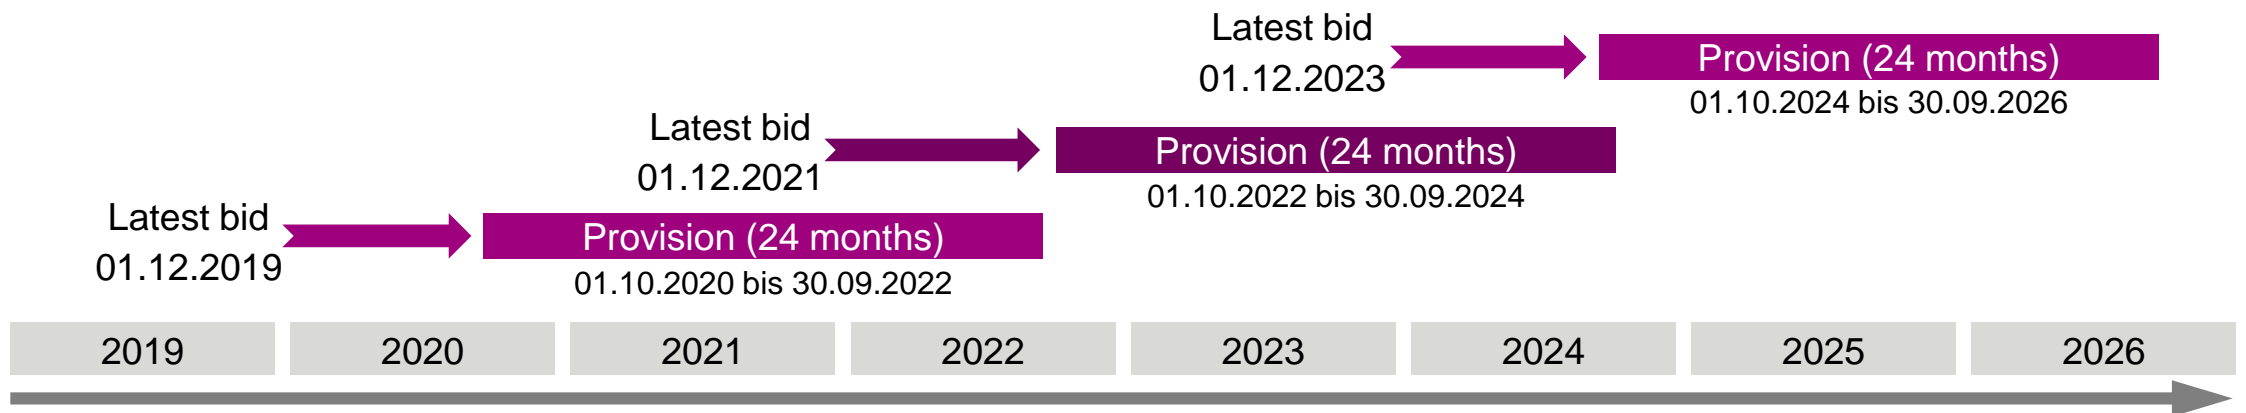 Latest bid
01.12.2023
Provision (24 months)
01.10.2024 bis 30.09.2026
Latest bid
01.12.2021
Provision (24 months)
01.10.2022 bis 30.09.2024
Latest bid
01.12.2019
Provision (24 months)
01.10.2020 bis 30.09.2022
2019 2020 2021 2022 2023 2024 2025 2026